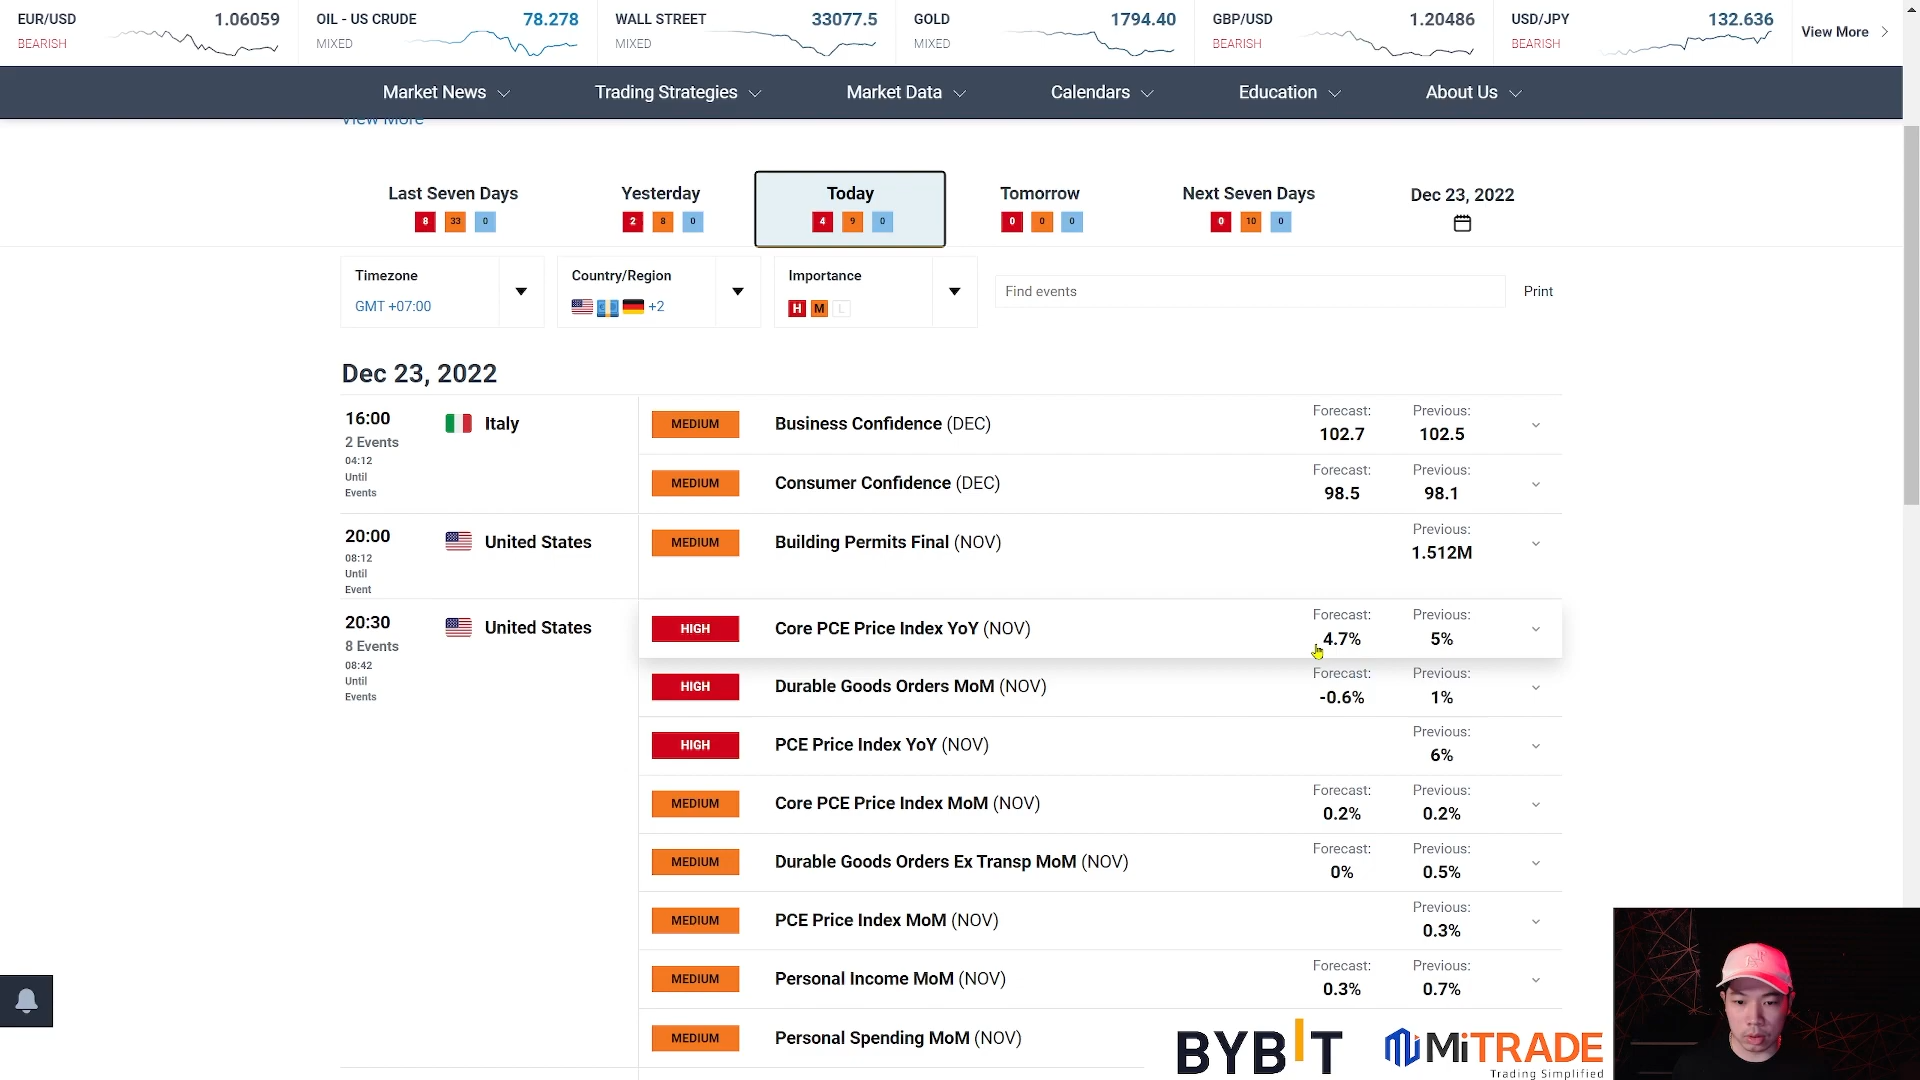 EUR/USD 1.06059
BEARISH
OIL - US CRUDE 78.278
MIXED
WALL STREET 33077.5
MIXED
GOLD 1794.40
MIXED
GBP/USD 1.20486
BEARISH
USD/JPY 132.636
BEARISH
View More
Market News Trading Strategies Market Data Calendars Education About Us
View More
Last Seven Days
8 33 0
Yesterday
2 8 0
Today
4 9 0
Tomorrow
0 0 0
Next Seven Days
0 10 0
Dec 23, 2022
Timezone
GMT +07:00
Country/Region
+2
Importance
H M L
Find events
Print
Dec 23, 2022
16:00
2 Events
04:12
Until
Events
Italy
MEDIUM Business Confidence (DEC)
Forecast: Previous:
102.7 102.5
MEDIUM Consumer Confidence (DEC)
Forecast: Previous:
98.5 98.1
20:00
08:12
Until
Event
United States
MEDIUM Building Permits Final (NOV)
Previous:
1.512M
20:30
8 Events
08:42
Until
Events
United States
HIGH Core PCE Price Index YoY (NOV)
Forecast: Previous:
4.7% 5%
HIGH Durable Goods Orders MoM (NOV)
Forecast: Previous:
-0.6% 1%
HIGH PCE Price Index YoY (NOV)
Previous:
6%
MEDIUM Core PCE Price Index MoM (NOV)
Forecast: Previous:
0.2% 0.2%
MEDIUM Durable Goods Orders Ex Transp MoM (NOV)
Forecast: Previous:
0% 0.5%
MEDIUM PCE Price Index MoM (NOV)
Previous:
0.3%
MEDIUM Personal Income MoM (NOV)
Forecast: Previous:
0.3% 0.7%
MEDIUM Personal Spending MoM (NOV)
BYBIT
MiTRADE
Trading Simplified